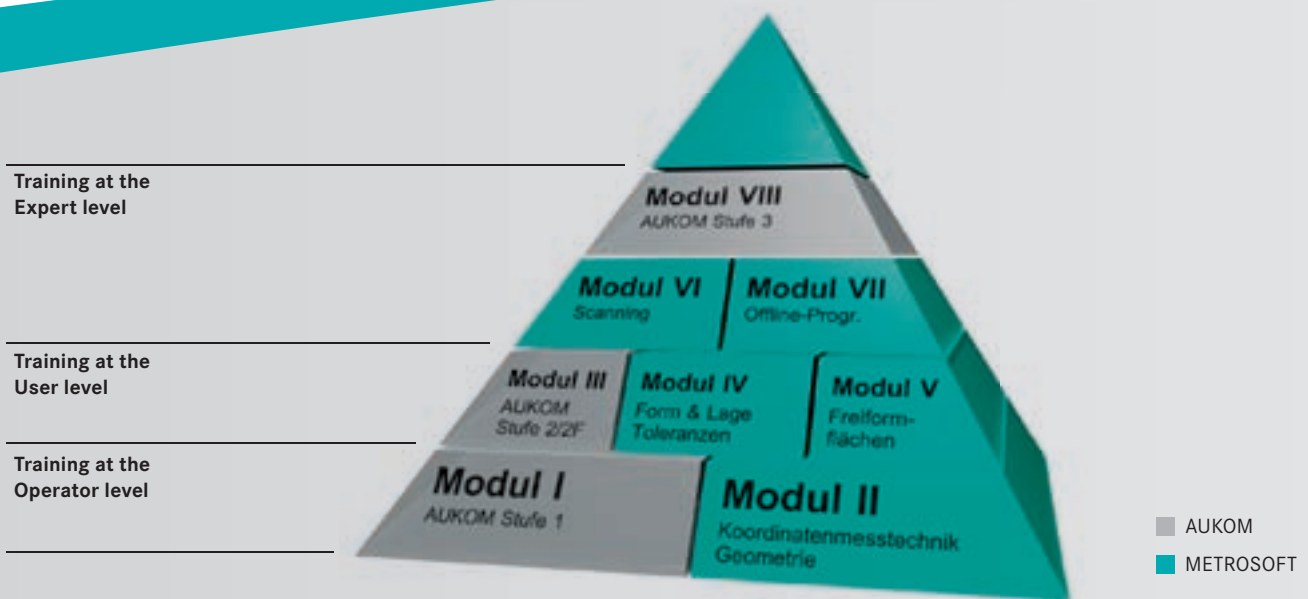 Training at the
Expert level
Modul VIII
AUKOM Stufe 3
Modul VI
Scanning
Modul VII
Offline-Progr.
Training at the
User level
Modul III
AUKOM
Stufe 2/2F
Modul IV
Form & Lage
Toleranzen
Modul V
Freiform-
flächen
Training at the
Operator level
Modul I
AUKOM Stufe 1
Modul II
Koordinatenmesstechnik
Geometrie
AUKOM
METROSOFT